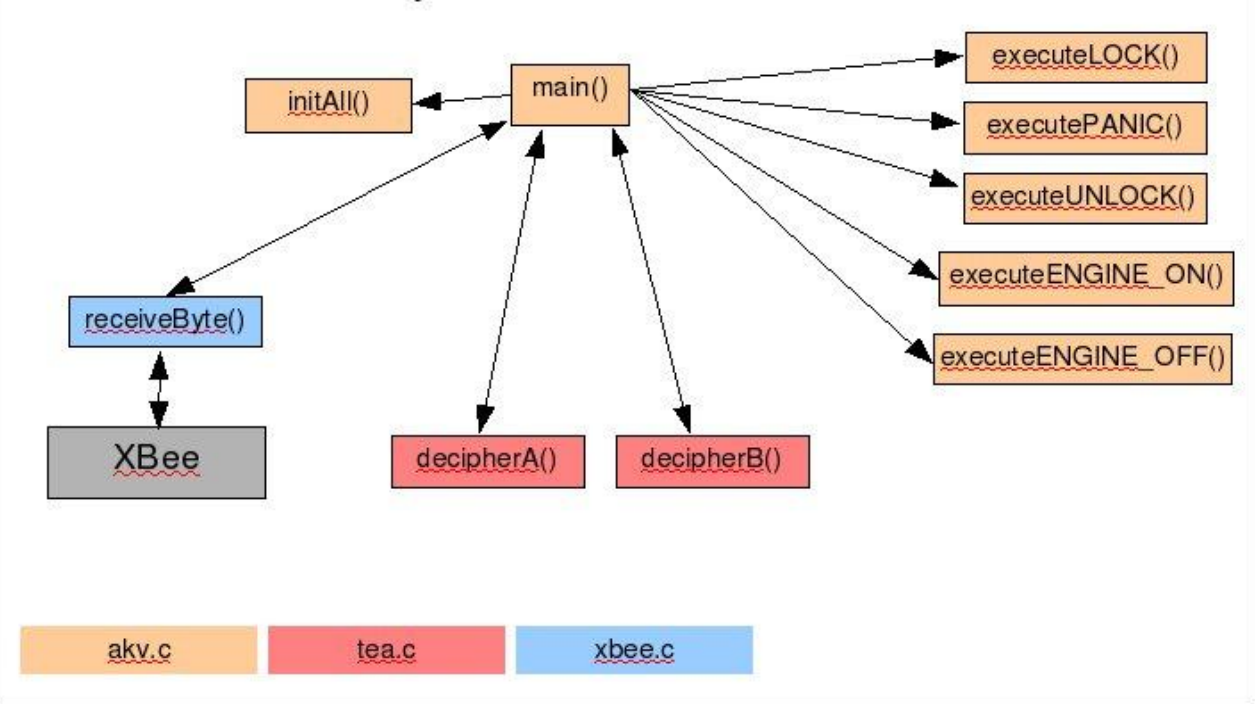 executeLOCK()
main()
initAll()
executePANIC()
executeUNLOCK()
executeENGINE_ON()
receiveByte()
executeENGINE_OFF()
XBee
decipherA()
decipherB()
akv.c
tea.c
xbee.c